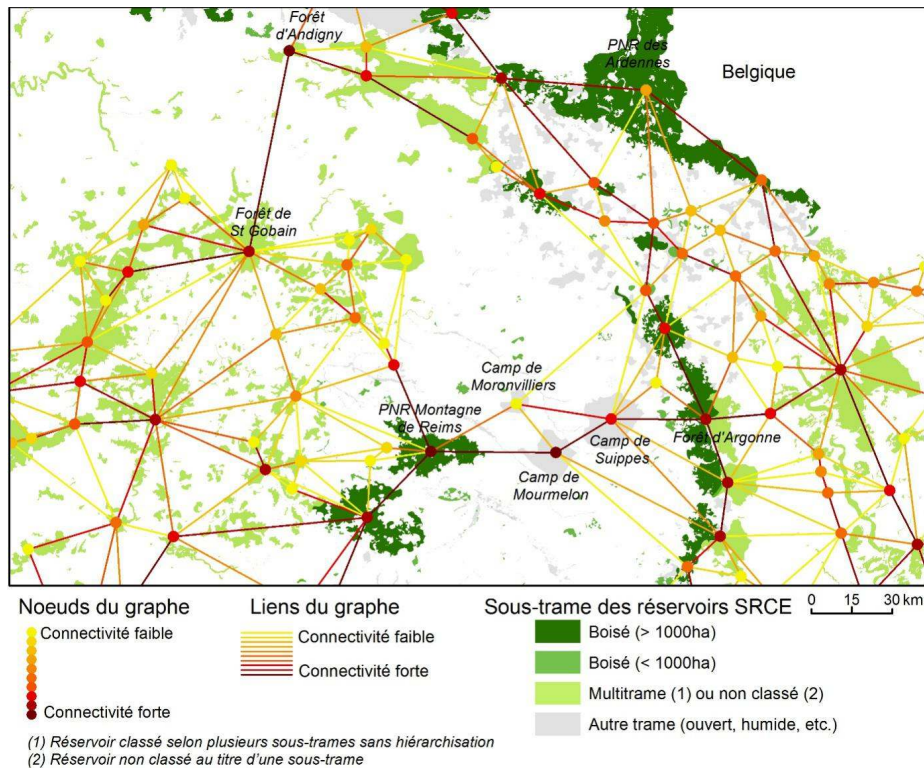 Forêt
d'Andigny
PNR des
Ardennes
Belgique
Forêt de
St Gobain
Camp de
Moronvilliers
PNR Montagne
de Reims
Camp de
Suippes
Forêt d'Argonne
Camp de
Mourmelon
Noeuds du graphe
Connectivité faible
Connectivité forte
Liens du graphe
Connectivité faible
Connectivité forte
Sous-trame des réservoirs SRCE
0 15 30 km
Boisé (> 1000ha)
Boisé (< 1000ha)
Multitrame (1) ou non classé (2)
Autre trame (ouvert, humide, etc.)
(1) Réservoir classé selon plusieurs sous-trames sans hiérarchisation
(2) Réservoir non classé au titre d'une sous-trame